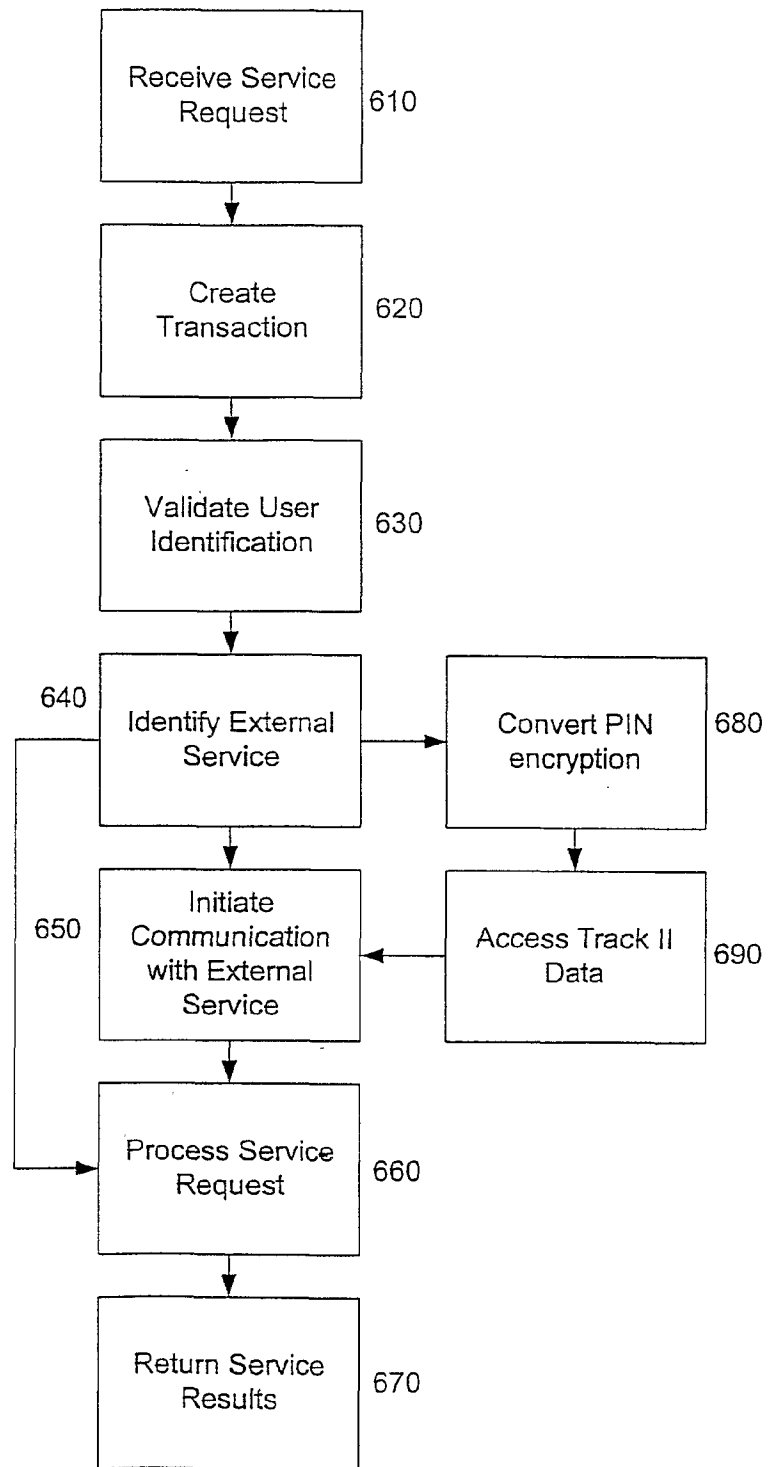 Receive Service
Request
610
Create
Transaction
620
Validate User
Identification
630
640
Identify External
Service
Convert PIN
encryption
680
650
Initiate
Communication
with External
Service
Access Track II
Data
690
Process Service
Request
660
Return Service
Results
670